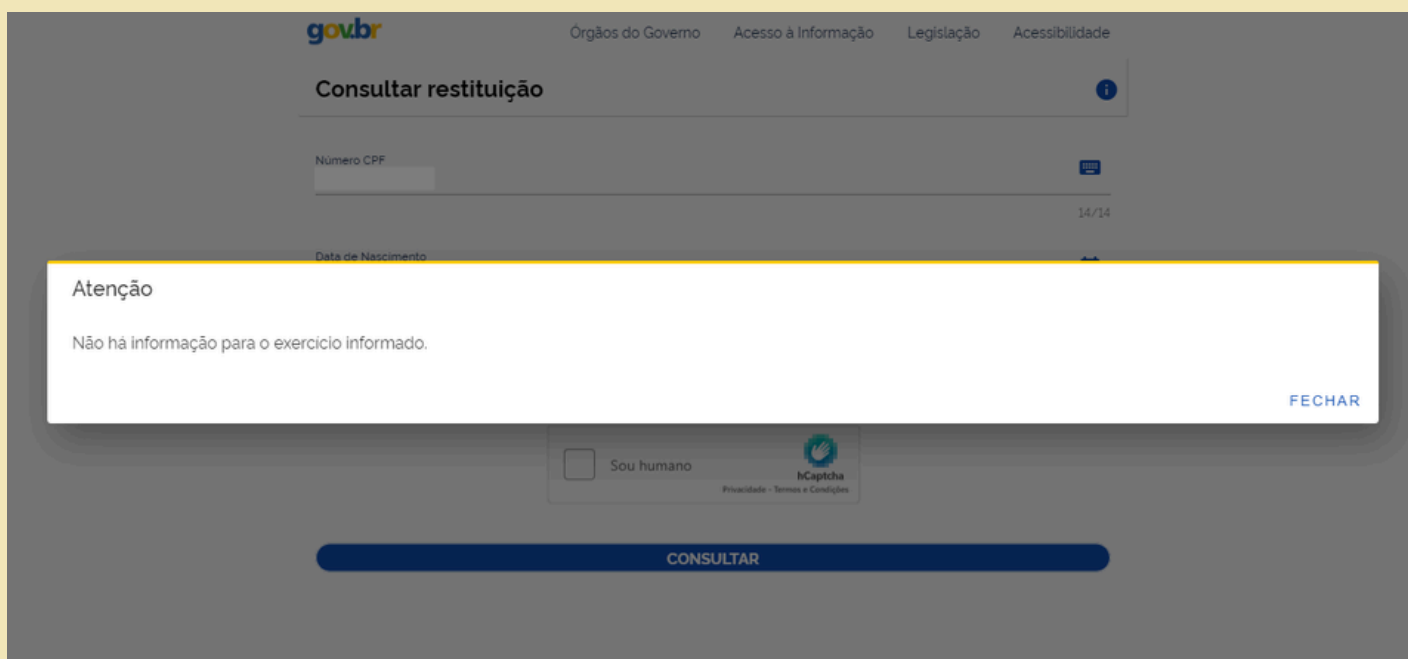 gov.br
Órgãos do Governo Acesso à Informação Legislação Acessibilidade
Consultar restituição
Número CPF
14/14
Data de Nascimento
Atenção
Não há informação para o exercício informado.
FECHAR
Sou humano
hCaptcha
Privacidade - Termos e Condições
CONSULTAR